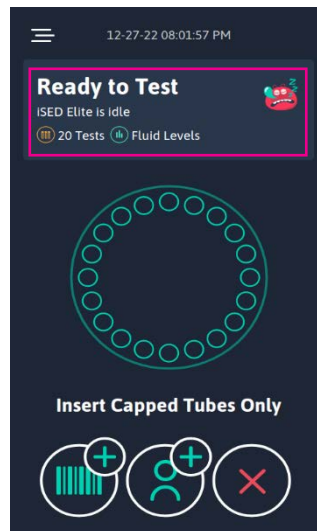 12-27-22 08:01:57 PM
Ready to Test
iSED Elite is idle
20 Tests Fluid Levels
Insert Capped Tubes Only